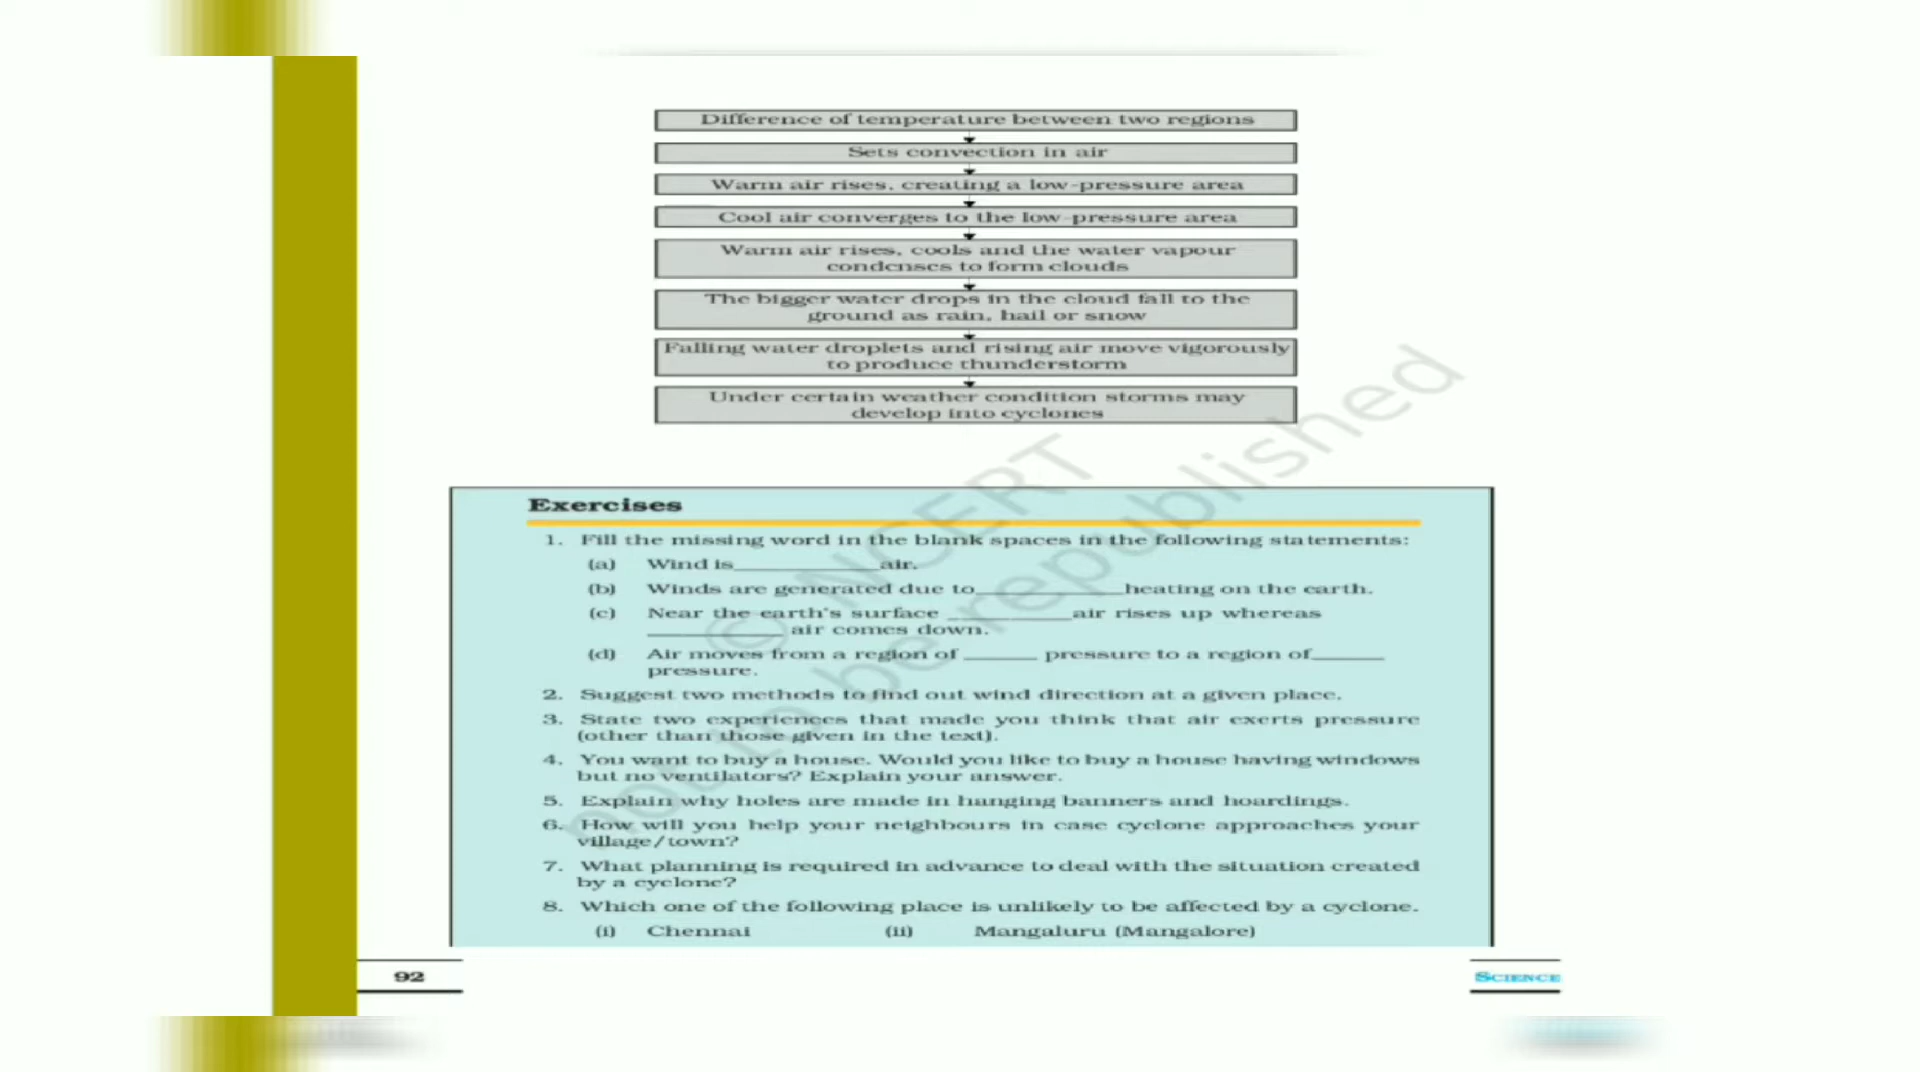 Difference of temperature between two regions
Sets convection in air
Warm air rises, creating a low-pressure area
Cool air converges to the low-pressure area
Warm air rises, cools and the water vapour
condenses to form clouds
The bigger water drops in the cloud fall to the
ground as rain, hail or snow
Falling water droplets and rising air move vigorously
to produce thunderstorm
Under certain weather condition storms may
develop into cyclones
© NCERT
not to be republished
Exercises
1. Fill the missing word in the blank spaces in the following statements:
(a) Wind is____________air.
(b) Winds are generated due to____________heating on the earth.
(c) Near the earth's surface __________air rises up whereas
___________ air comes down.
(d) Air moves from a region of ______ pressure to a region of______
pressure.
2. Suggest two methods to find out wind direction at a given place.
3. State two experiences that made you think that air exerts pressure
(other than those given in the text).
4. You want to buy a house. Would you like to buy a house having windows
but no ventilators? Explain your answer.
5. Explain why holes are made in hanging banners and hoardings.
6. How will you help your neighbours in case cyclone approaches your
village/town?
7. What planning is required in advance to deal with the situation created
by a cyclone?
8. Which one of the following place is unlikely to be affected by a cyclone.
(i) Chennai (ii) Mangaluru (Mangalore)
92
SCIENCE